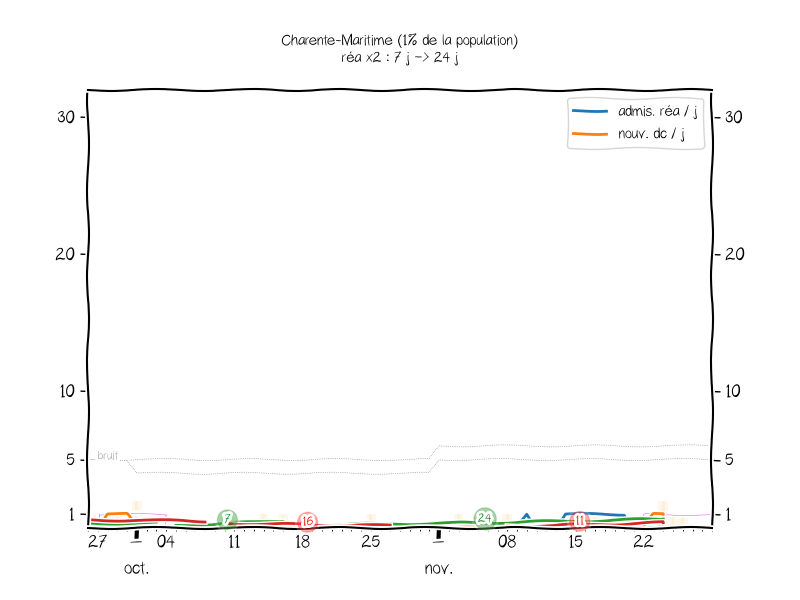 Charente-Maritime (1% de la population)
réa x2 : 7 j -> 24 j
admis. réa / j
nouv. dc / j
30 30
20 20
10 10
5 bruit 5
1 1
7 16 24 11
27 04 11 18 25 08 15 22
oct. nov.